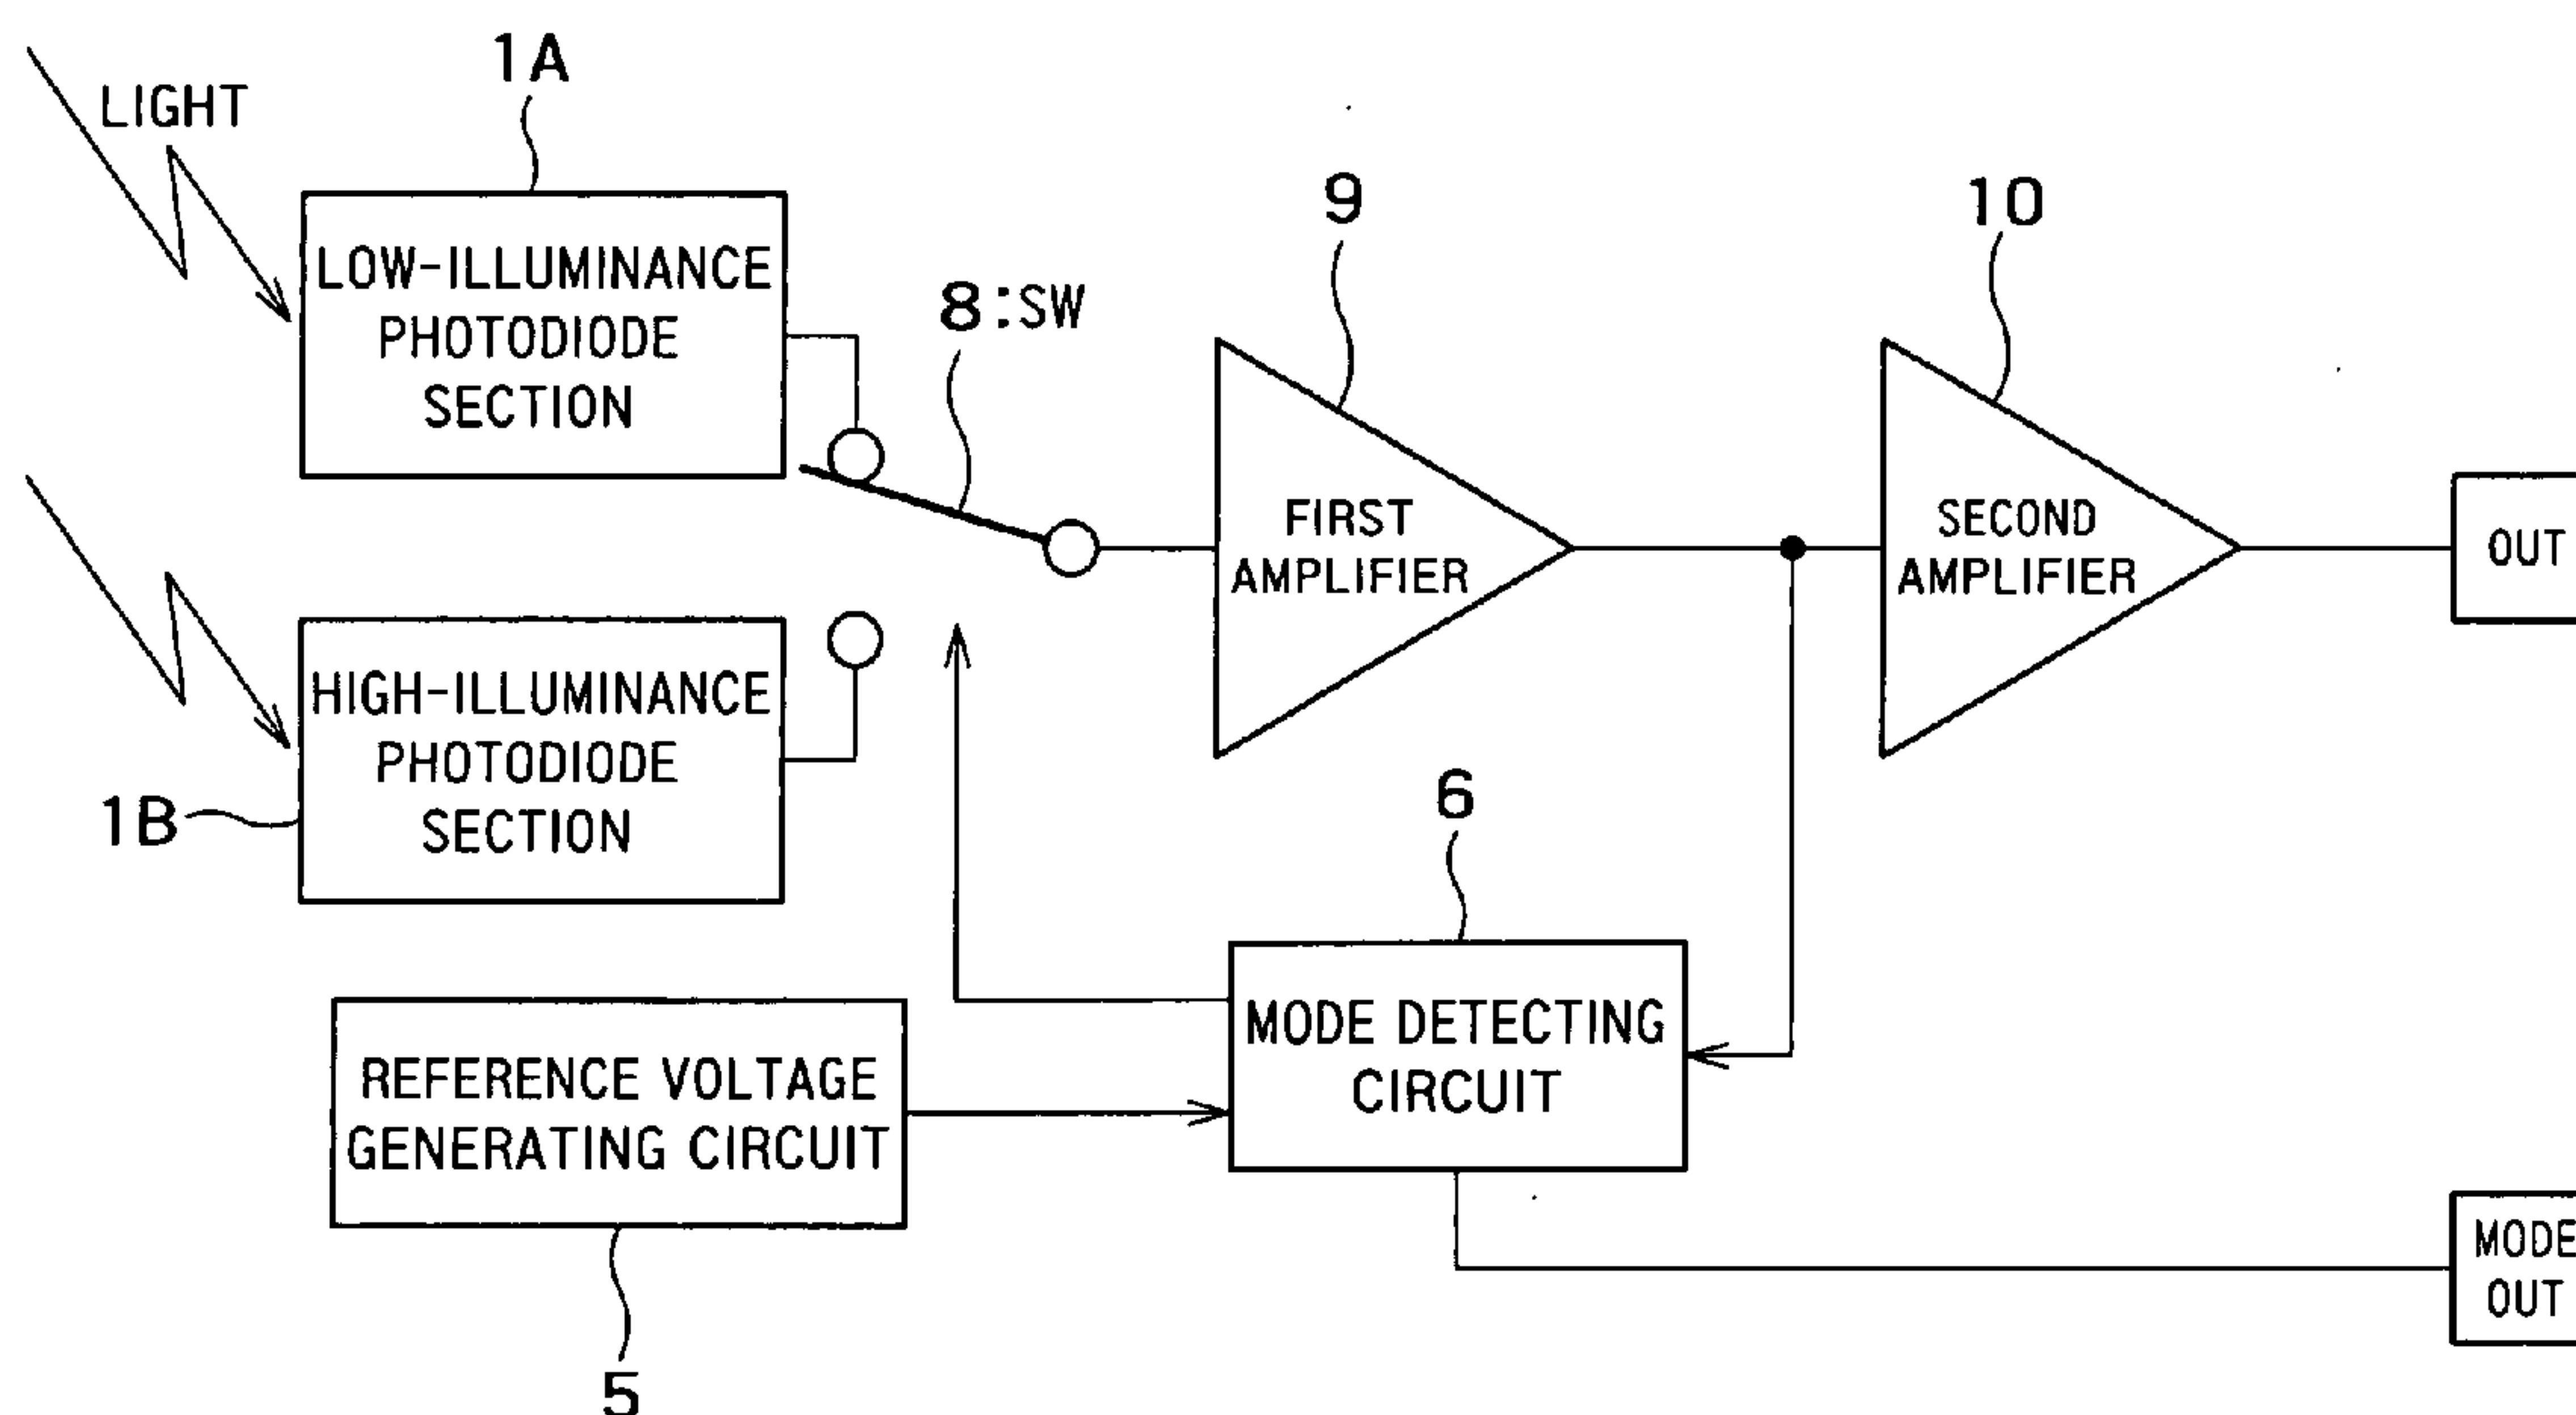 1A
LIGHT
LOW-ILLUMINANCE
PHOTODIODE
SECTION
8:SW
9
10
FIRST
AMPLIFIER
SECOND
AMPLIFIER
OUT
HIGH-ILLUMINANCE
PHOTODIODE
SECTION
1B
6
MODE DETECTING
CIRCUIT
REFERENCE VOLTAGE
GENERATING CIRCUIT
5
MODE
OUT